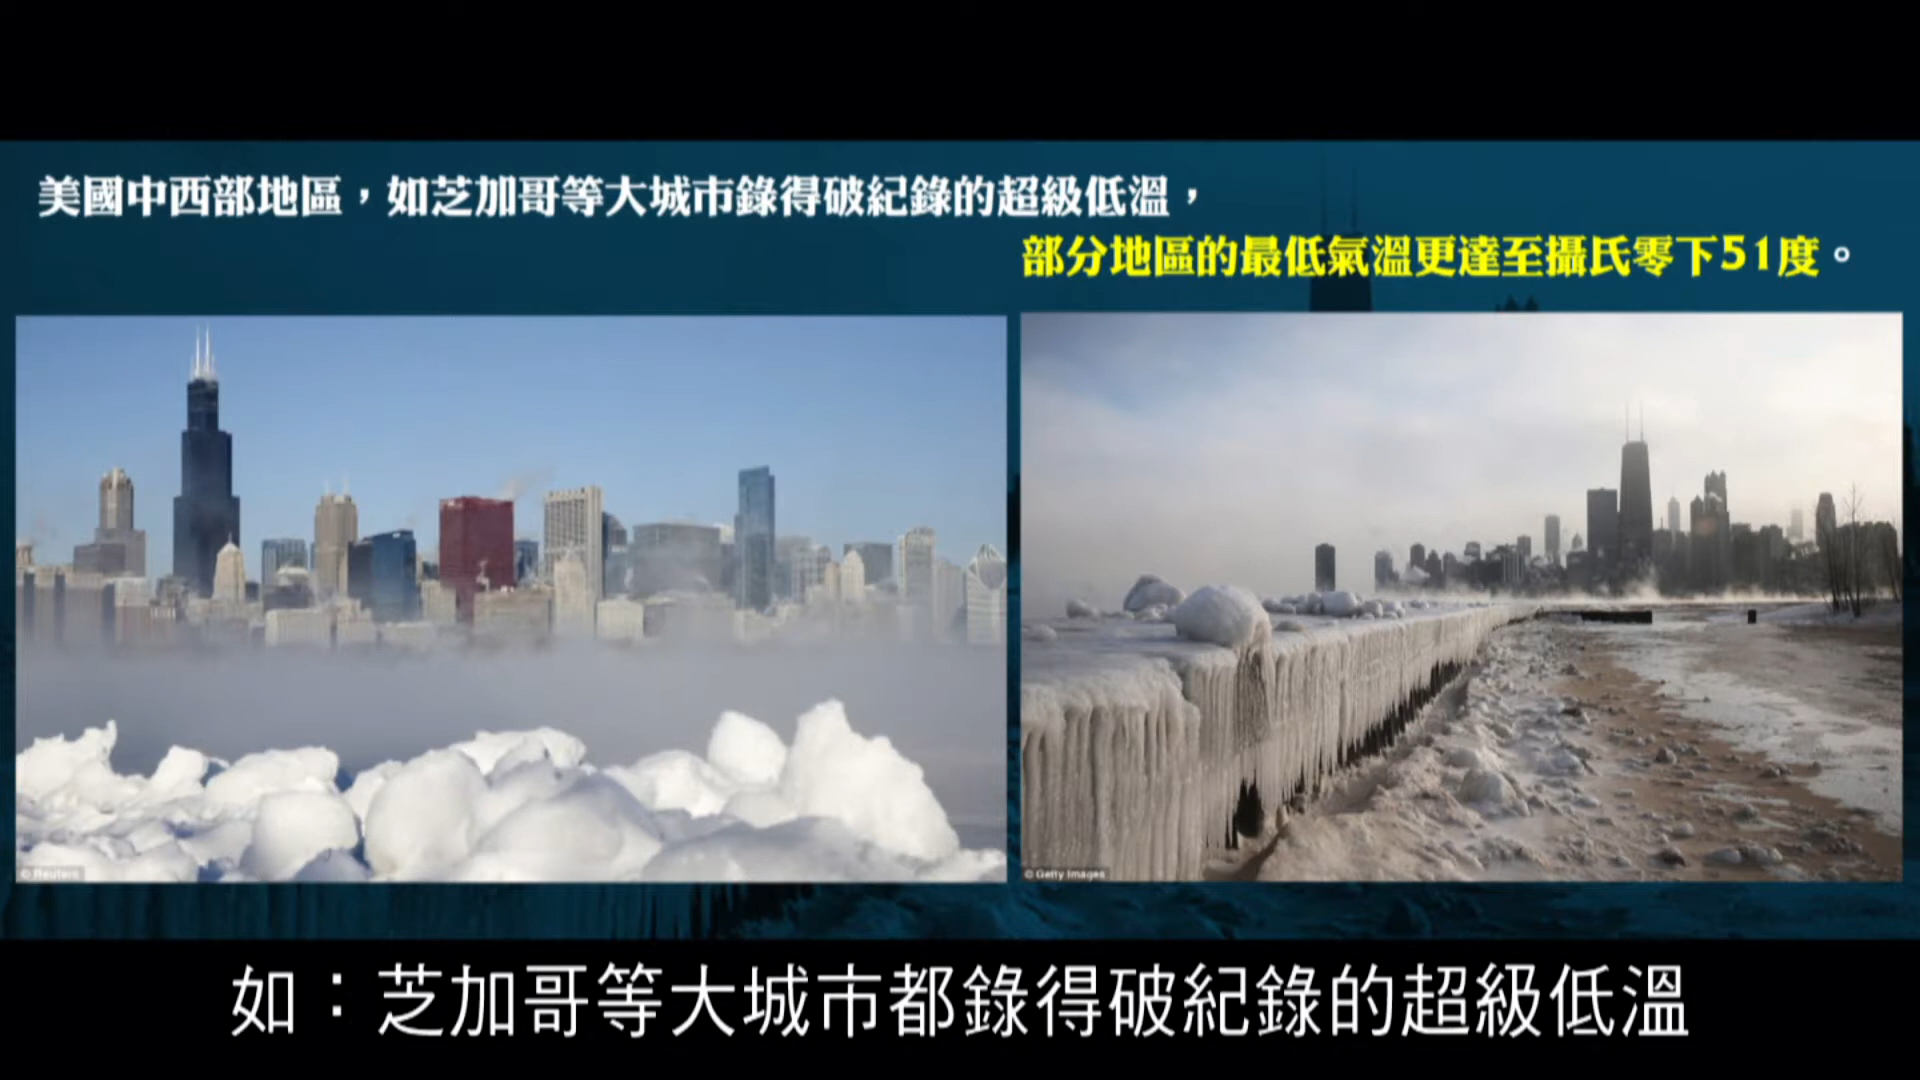 美國中西部地區，如芝加哥等大城市錄得破紀錄的超級低溫，
部分地區的最低氣溫更達至攝氏零下51度。
© Reuters
© Getty Images
如：芝加哥等大城市都錄得破紀錄的超級低溫